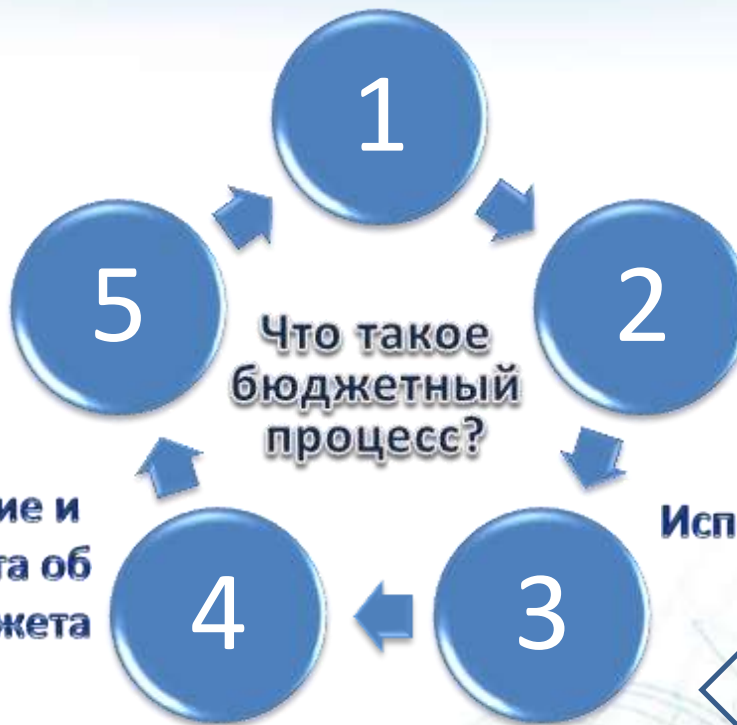 1
5
2
Что такое
бюджетный
процесс?
ие и
та об
жета
4
3
Исп